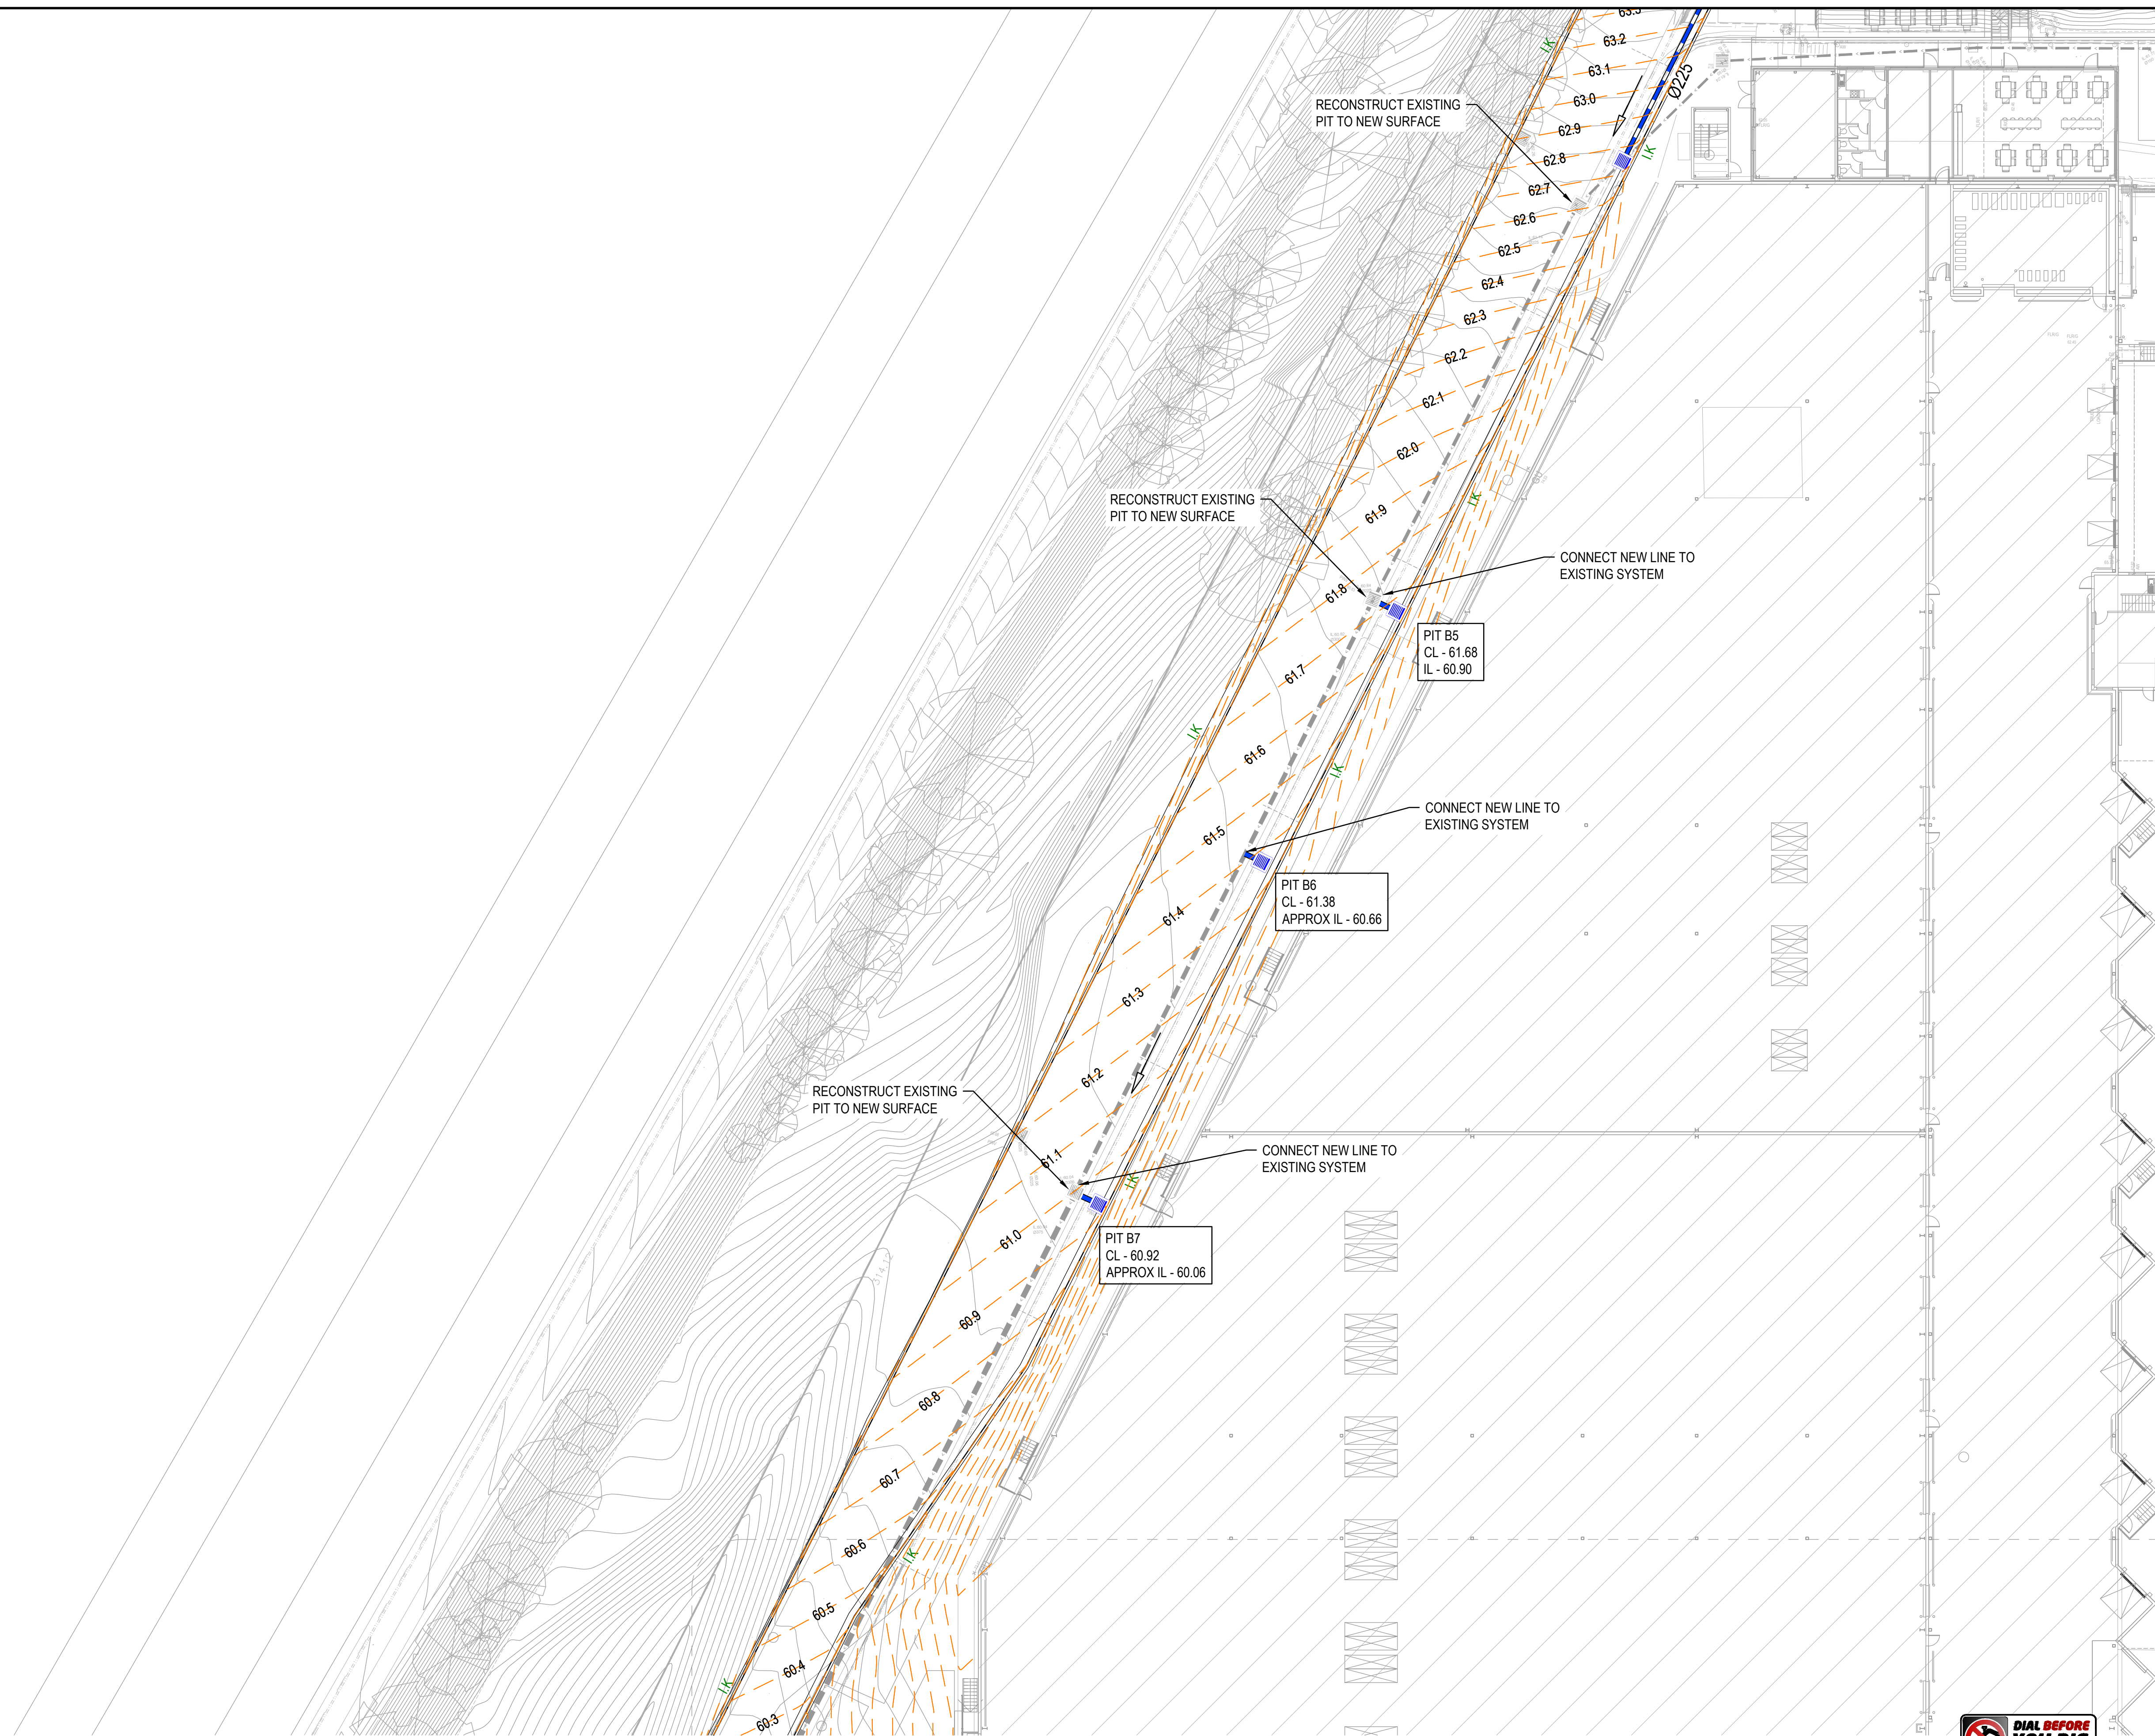 63.3
63.2
63.1
63.0
62.9
62.8
62.7
62.6
62.5
62.4
62.3
62.2
62.1
62.0
61.9
61.8
61.7
61.6
61.5
61.4
61.3
61.2
61.1
61.0
60.9
60.8
60.7
60.6
60.5
60.4
60.3
Ø225
I.K
I.K
RECONSTRUCT EXISTING
PIT TO NEW SURFACE
RECONSTRUCT EXISTING
PIT TO NEW SURFACE
I.K
CONNECT NEW LINE TO
EXISTING SYSTEM
PIT B5
CL - 61.68
IL - 60.90
I.K
I.K
CONNECT NEW LINE TO
EXISTING SYSTEM
PIT B6
CL - 61.38
APPROX IL - 60.66
RECONSTRUCT EXISTING
PIT TO NEW SURFACE
CONNECT NEW LINE TO
EXISTING SYSTEM
I.K
PIT B7
CL - 60.92
APPROX IL - 60.06
314.12
I.K
I.K
DIAL BEFORE
YOU DIG